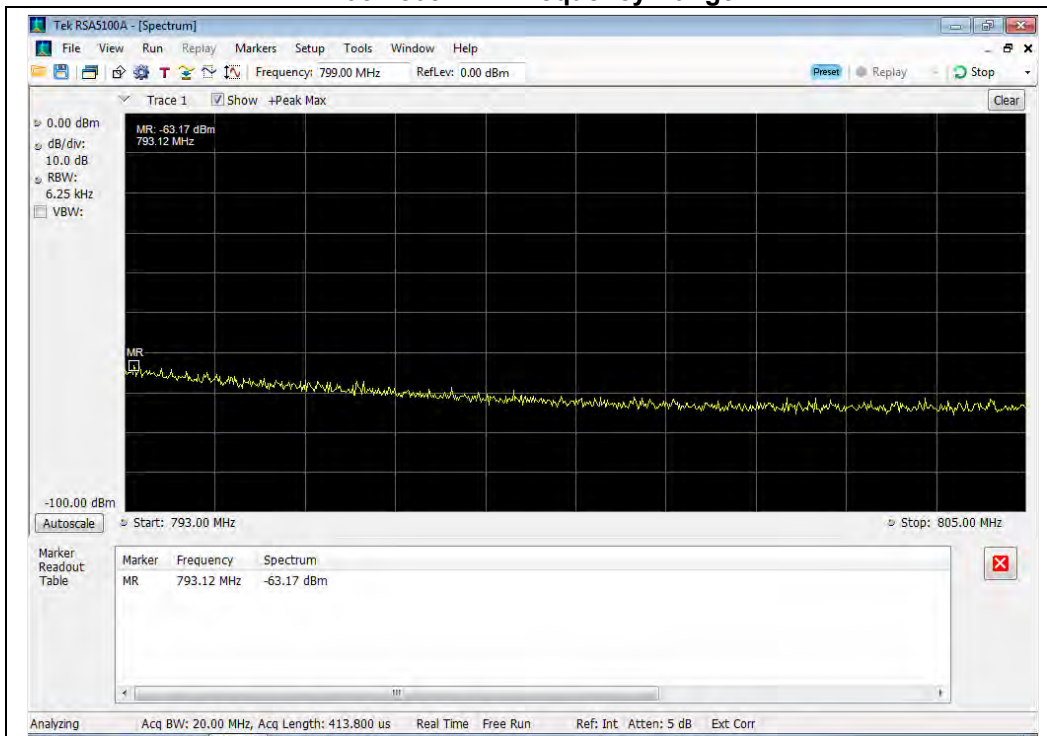 Tek RSA5100A - [Spectrum]
File View Run Replay Markers Setup Tools Window Help
T Frequency: 799.00 MHz RefLev: 0.00 dBm Preset Replay Stop
Trace 1 Show +Peak Max Clear
0.00 dBm
dB/div:
10.0 dB
RBW:
6.25 kHz
VBW:
MR: -63.17 dBm
793.12 MHz
MR
-100.00 dBm
Autoscale Start: 793.00 MHz Stop: 805.00 MHz
Marker
Readout
Table
Marker Frequency Spectrum
MR 793.12 MHz -63.17 dBm
Analyzing Acq BW: 20.00 MHz, Acq Length: 413.800 us Real Time Free Run Ref: Int Atten: 5 dB Ext Corr